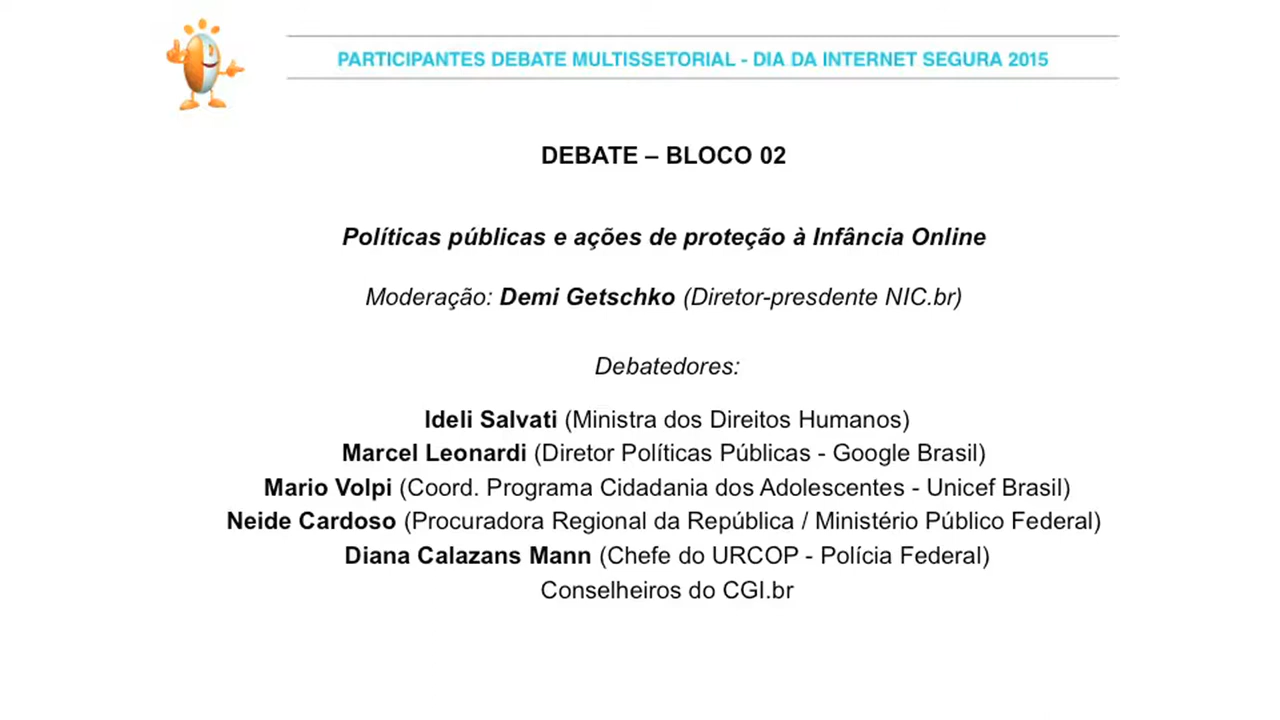 PARTICIPANTES DEBATE MULTISSETORIAL - DIA DA INTERNET SEGURA 2015
DEBATE – BLOCO 02
Políticas públicas e ações de proteção à Infância Online
Moderação: Demi Getschko (Diretor-presdente NIC.br)
Debatedores:
Ideli Salvati (Ministra dos Direitos Humanos)
Marcel Leonardi (Diretor Políticas Públicas - Google Brasil)
Mario Volpi (Coord. Programa Cidadania dos Adolescentes - Unicef Brasil)
Neide Cardoso (Procuradora Regional da República / Ministério Público Federal)
Diana Calazans Mann (Chefe do URCOP - Polícia Federal)
Conselheiros do CGI.br